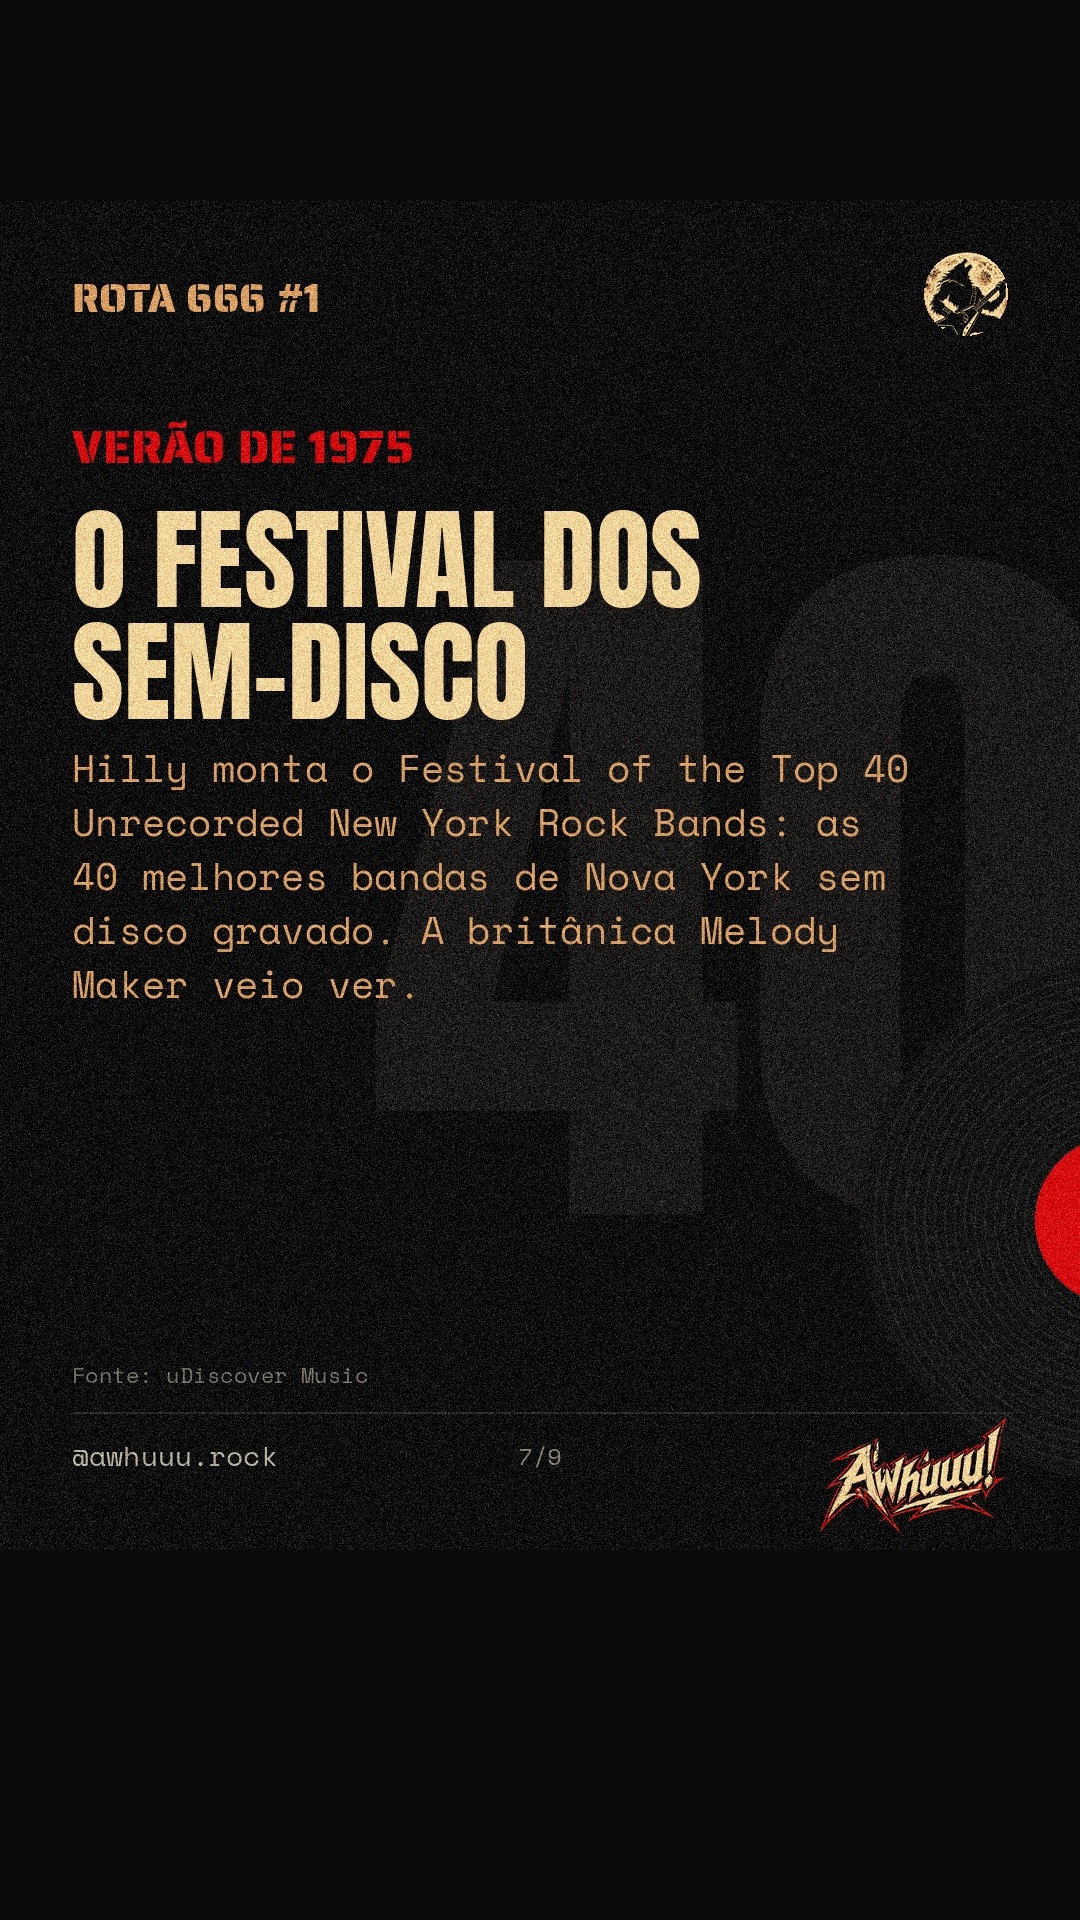 ROTA 666 #1
VERÃO DE 1975
O FESTIVAL DOS
SEM-DISCO
Hilly monta o Festival of the Top 40
Unrecorded New York Rock Bands: as
40 melhores bandas de Nova York sem
disco gravado. A britânica Melody
Maker veio ver.
40
Fonte: uDiscover Music
@awhuuu.rock
7/9
Awhuuu!